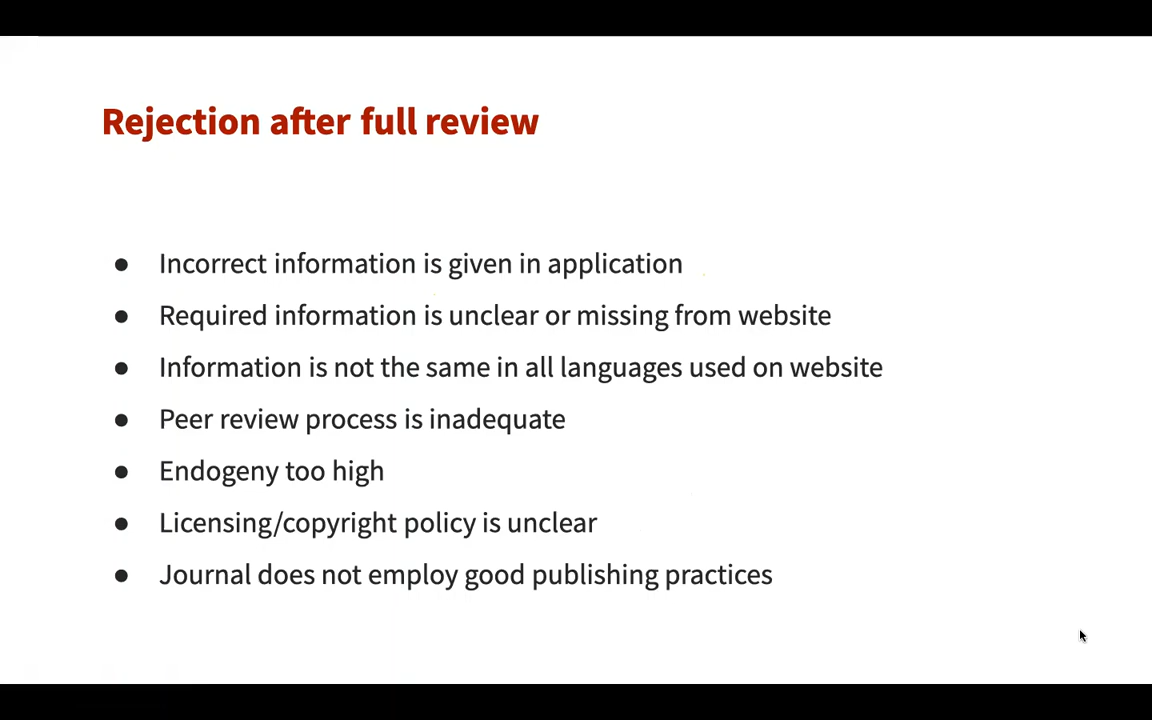 Rejection after full review
● Incorrect information is given in application
● Required information is unclear or missing from website
● Information is not the same in all languages used on website
● Peer review process is inadequate
● Endogeny too high
● Licensing/copyright policy is unclear
● Journal does not employ good publishing practices